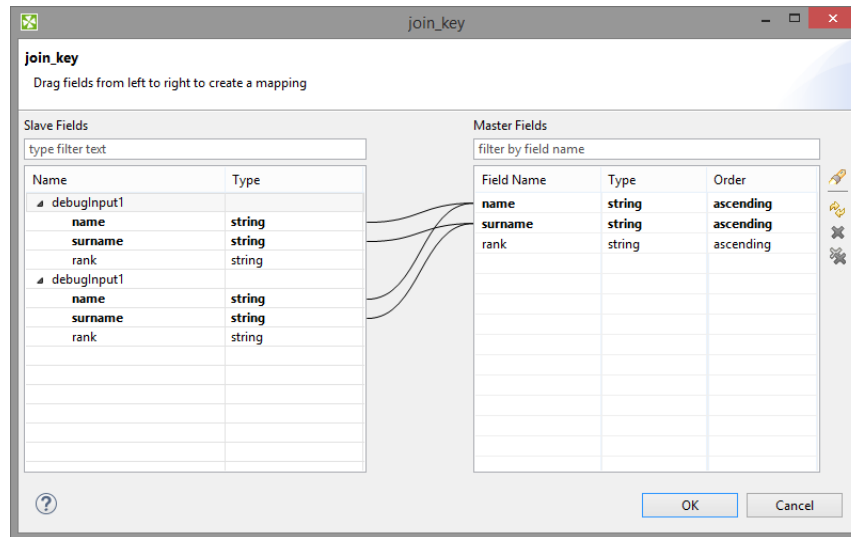 join_key
join_key
Drag fields from left to right to create a mapping
Slave Fields
type filter text
Name Type
debugInput1
name string
surname string
rank string
debugInput1
name string
surname string
rank string
Master Fields
filter by field name
Field Name Type Order
name string ascending
surname string ascending
rank string ascending
?
OK Cancel